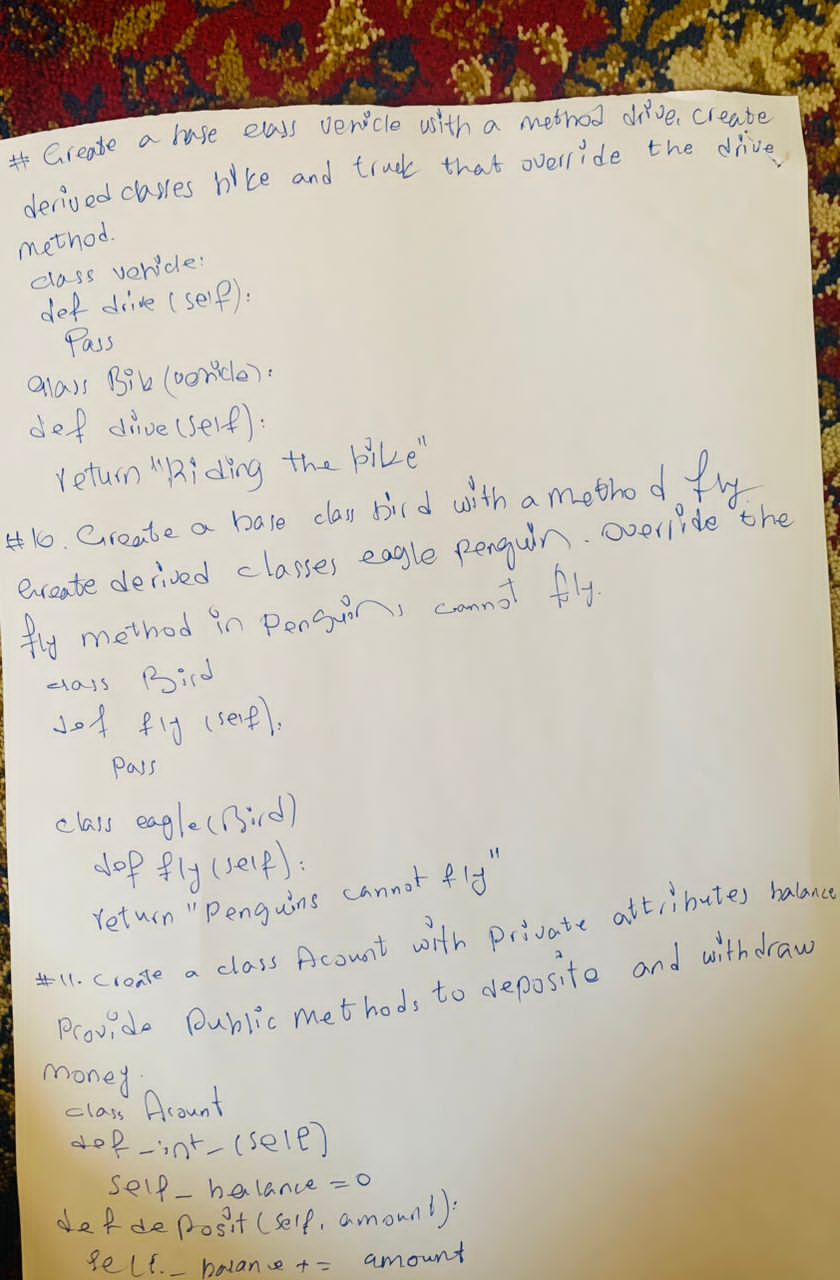 # Create a base class vehicle with a method drive. create
derived classes bike and truck that override the drive
method.
class vehicle:
def drive (self):
Pass
class Bik (vehicle):
def drive (self):
return "Riding the bike"
#10. Create a base class bird with a method fly
Create derived classes eagle penguin. override the
fly method in penguins cannot fly.
class Bird
def fly (self),
Pass
class eagle (Bird)
def fly (self):
return "Penguins cannot fly"
#11. Create a class Acount with Private attributes balance
Provide Public methods to deposite and withdraw
money.
class Acount
def _int_ (self)
self_ balance = 0
def deposit (self, amount):
self._ balance += amount